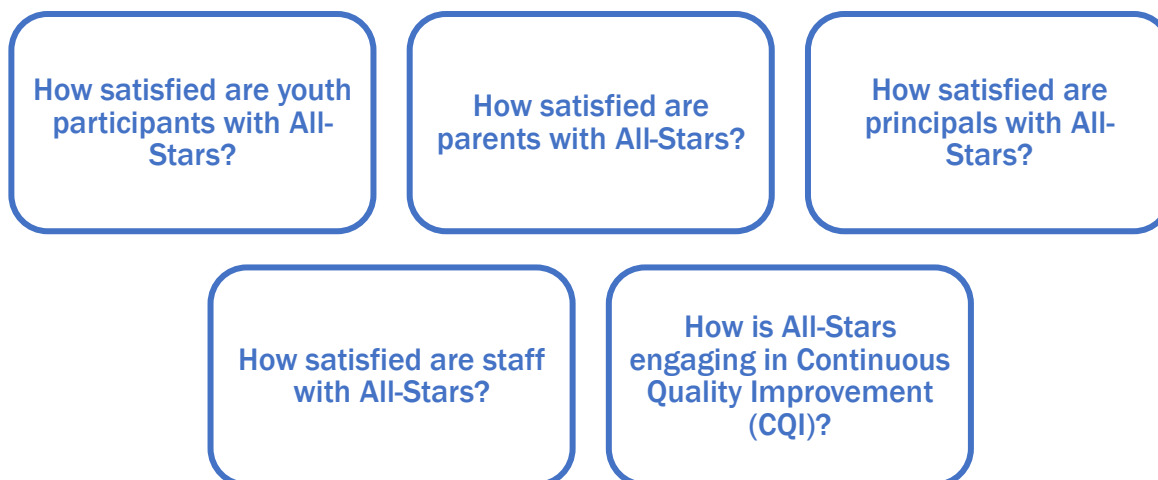 How satisfied are youth
participants with All-
Stars?
How satisfied are
parents with All-Stars?
How satisfied are
principals with All-
Stars?
How satisfied are staff
with All-Stars?
How is All-Stars
engaging in Continuous
Quality Improvement
(CQI)?